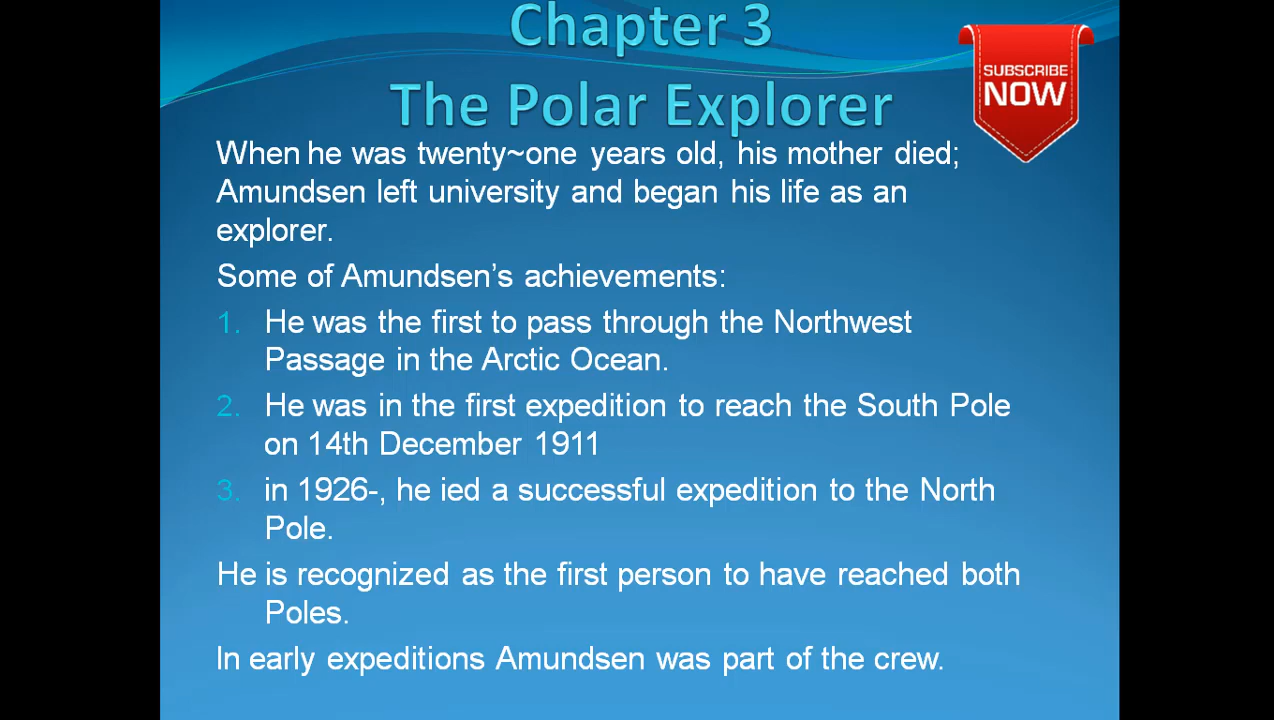 Chapter 3
The Polar Explorer
SUBSCRIBE
NOW
When he was twenty~one years old, his mother died;
Amundsen left university and began his life as an
explorer.
Some of Amundsen’s achievements:
1. He was the first to pass through the Northwest
Passage in the Arctic Ocean.
2. He was in the first expedition to reach the South Pole
on 14th December 1911
3. in 1926-, he ied a successful expedition to the North
Pole.
He is recognized as the first person to have reached both
Poles.
In early expeditions Amundsen was part of the crew.